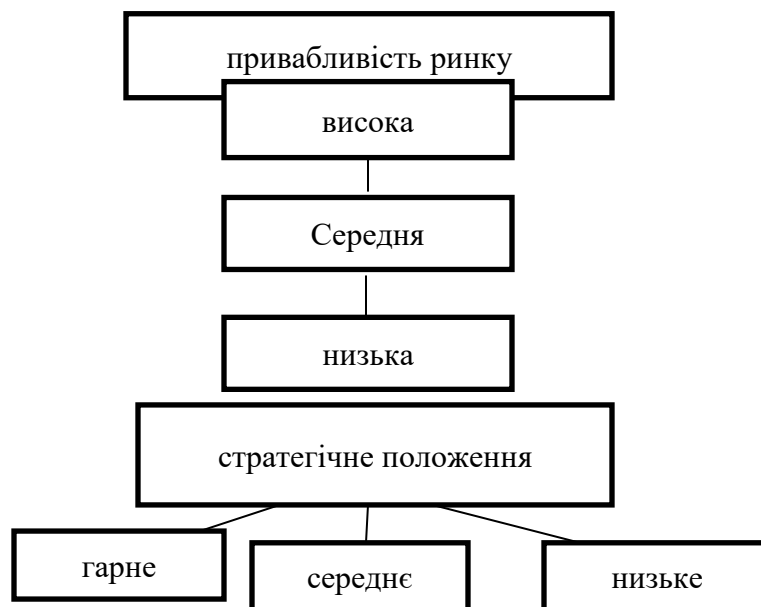 привабливість ринку
висока
Середня
низька
стратегічне положення
гарне
середнє
низьке